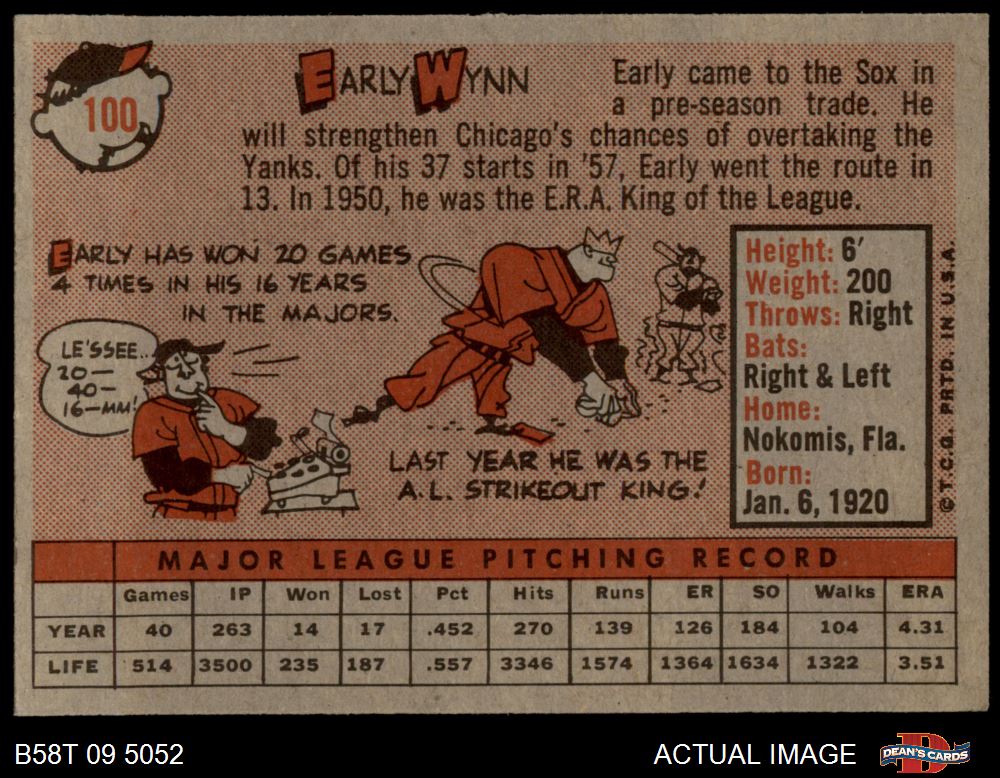 100
EARLY WYNN
Early came to the Sox in
a pre-season trade. He
will strengthen Chicago's chances of overtaking the
Yanks. Of his 37 starts in '57, Early went the route in
13. In 1950, he was the E.R.A. King of the League.
EARLY HAS WON 20 GAMES
4 TIMES IN HIS 16 YEARS
IN THE MAJORS.
LE'SSEE...
20—
40—
16—MM!
LAST YEAR HE WAS THE
A.L. STRIKEOUT KING!
Height: 6'
Weight: 200
Throws: Right
Bats:
Right & Left
Home:
Nokomis, Fla.
Born:
Jan. 6, 1920
© T.C.G. PRTD. IN U.S.A.
MAJOR LEAGUE PITCHING RECORD
Games IP Won Lost Pct Hits Runs ER SO Walks ERA
YEAR 40 263 14 17 .452 270 139 126 184 104 4.31
LIFE 514 3500 235 187 .557 3346 1574 1364 1634 1322 3.51
B58T 09 5052
ACTUAL IMAGE
DEAN'S CARDS